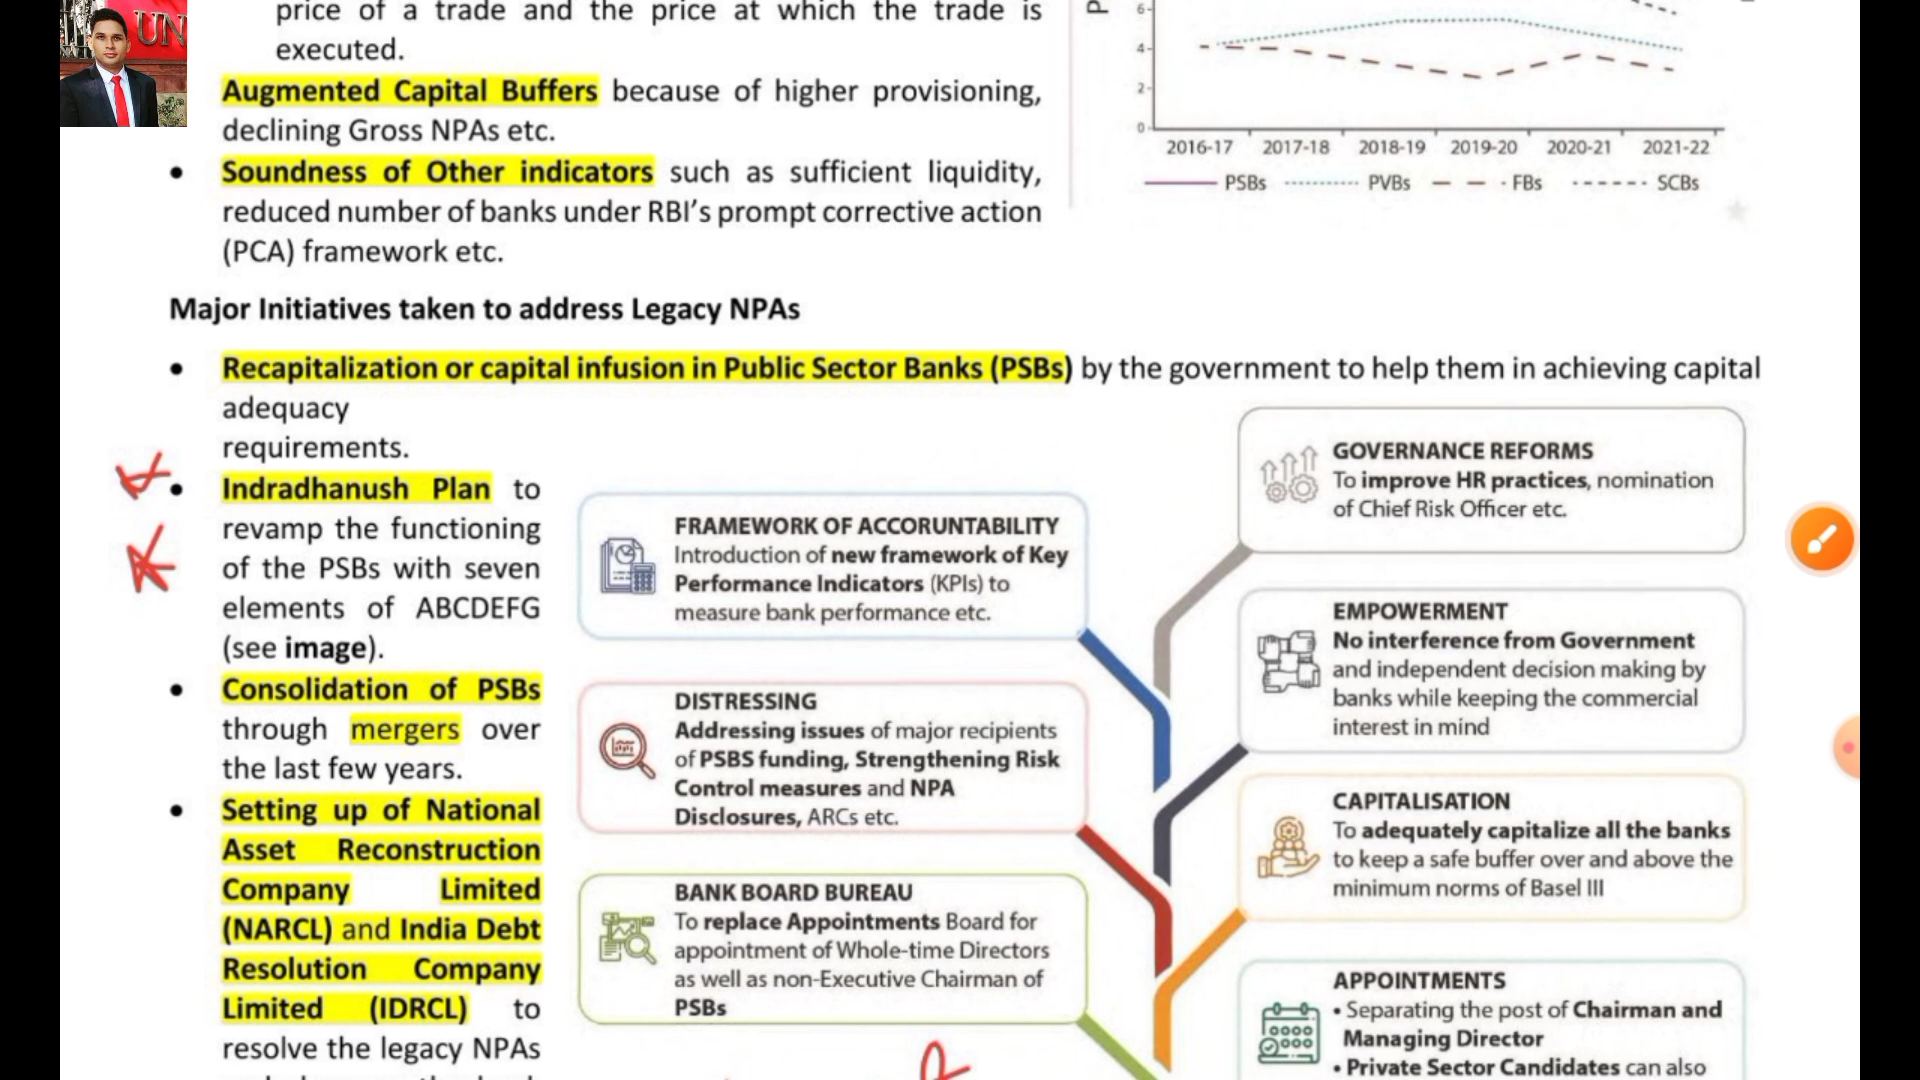 UN
price of a trade and the price at which the trade is
executed.
Augmented Capital Buffers because of higher provisioning,
declining Gross NPAs etc.
• Soundness of Other indicators such as sufficient liquidity,
reduced number of banks under RBI's prompt corrective action
(PCA) framework etc.
6
4
2
0
2016-17 2017-18 2018-19 2019-20 2020-21 2021-22
PSBs PVBs FBs SCBs
Major Initiatives taken to address Legacy NPAs
• Recapitalization or capital infusion in Public Sector Banks (PSBs) by the government to help them in achieving capital
adequacy
requirements.
• Indradhanush Plan to
revamp the functioning
of the PSBs with seven
elements of ABCDEFG
(see image).
• Consolidation of PSBs
through mergers over
the last few years.
• Setting up of National
Asset Reconstruction
Company Limited
(NARCL) and India Debt
Resolution Company
Limited (IDRCL) to
resolve the legacy NPAs
FRAMEWORK OF ACCORUNTABILITY
Introduction of new framework of Key
Performance Indicators (KPIs) to
measure bank performance etc.
DISTRESSING
Addressing issues of major recipients
of PSBS funding, Strengthening Risk
Control measures and NPA
Disclosures, ARCs etc.
BANK BOARD BUREAU
To replace Appointments Board for
appointment of Whole-time Directors
as well as non-Executive Chairman of
PSBs
GOVERNANCE REFORMS
To improve HR practices, nomination
of Chief Risk Officer etc.
EMPOWERMENT
No interference from Government
and independent decision making by
banks while keeping the commercial
interest in mind
CAPITALISATION
To adequately capitalize all the banks
to keep a safe buffer over and above the
minimum norms of Basel III
APPOINTMENTS
• Separating the post of Chairman and
Managing Director
• Private Sector Candidates can also